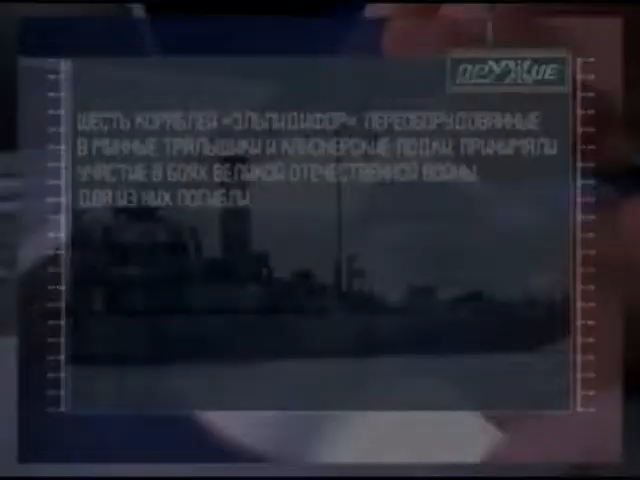 ОРУЖИЕ
ШЕСТЬ КОРАБЛЕЙ «ЭЛЬПИДИФОР», ПЕРЕОБОРУДОВАННЫЕ
В МИННЫЕ ТРАЛЬЩИКИ И КАНОНЕРСКИЕ ЛОДКИ, ПРИНИМАЛИ
УЧАСТИЕ В БОЯХ ВЕЛИКОЙ ОТЕЧЕСТВЕННОЙ ВОЙНЫ.
ДВА ИЗ НИХ ПОГИБЛИ